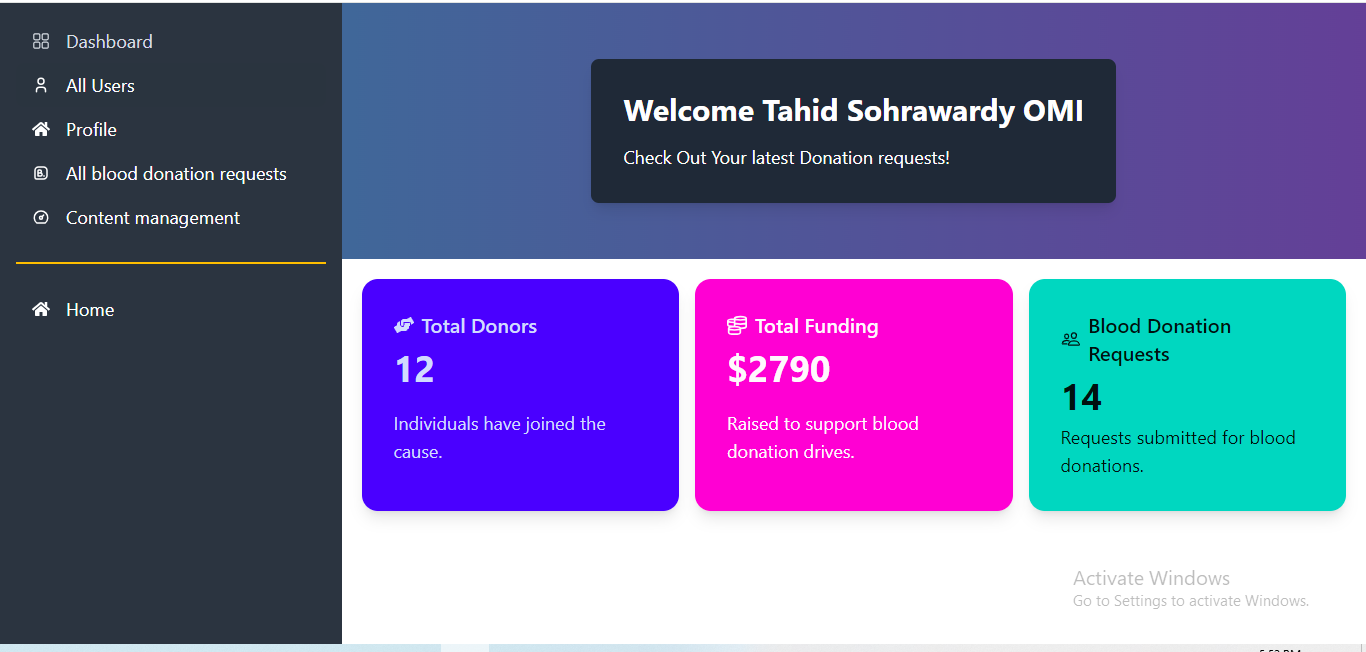 Dashboard
All Users
Profile
All blood donation requests
Content management
Home
Welcome Tahid Sohrawardy OMI
Check Out Your latest Donation requests!
Total Donors
12
Individuals have joined the
cause.
Total Funding
$2790
Raised to support blood
donation drives.
Blood Donation
Requests
14
Requests submitted for blood
donations.
Activate Windows
Go to Settings to activate Windows.